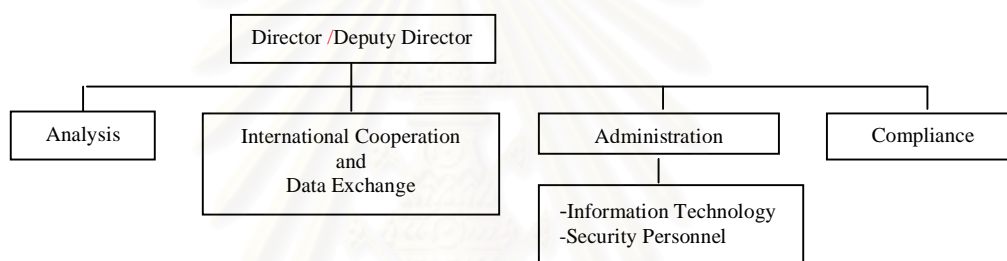 Director /Deputy Director
Analysis
International Cooperation
and
Data Exchange
Administration
Compliance
-Information Technology
-Security Personnel